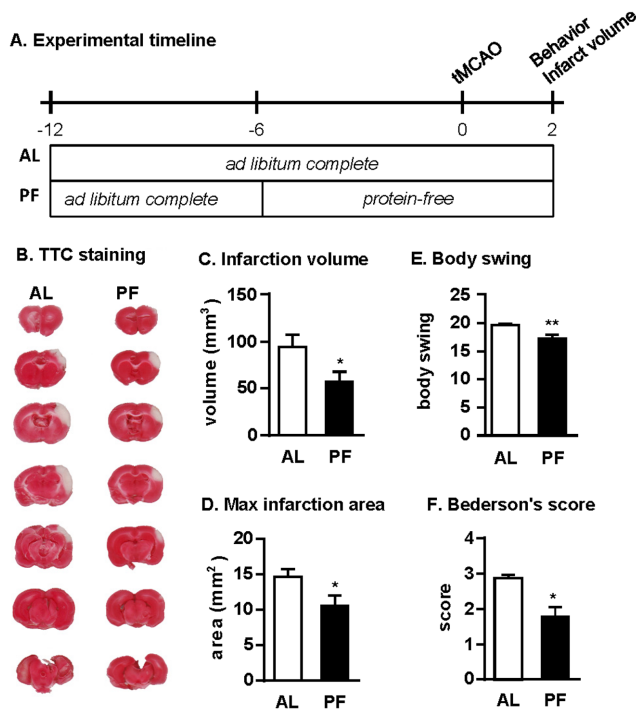 A. Experimental timeline
tMCAO
Behavior
Infarct volume
-12 -6 0 2
AL ad libitum complete
PF ad libitum complete protein-free
B. TTC staining
AL PF
C. Infarction volume
volume (mm³)
150
100
50
0
AL PF
*
E. Body swing
body swing
25
20
15
10
5
0
AL PF
**
D. Max infarction area
area (mm²)
20
15
10
5
0
AL PF
*
F. Bederson's score
score
4
3
2
1
0
AL PF
*